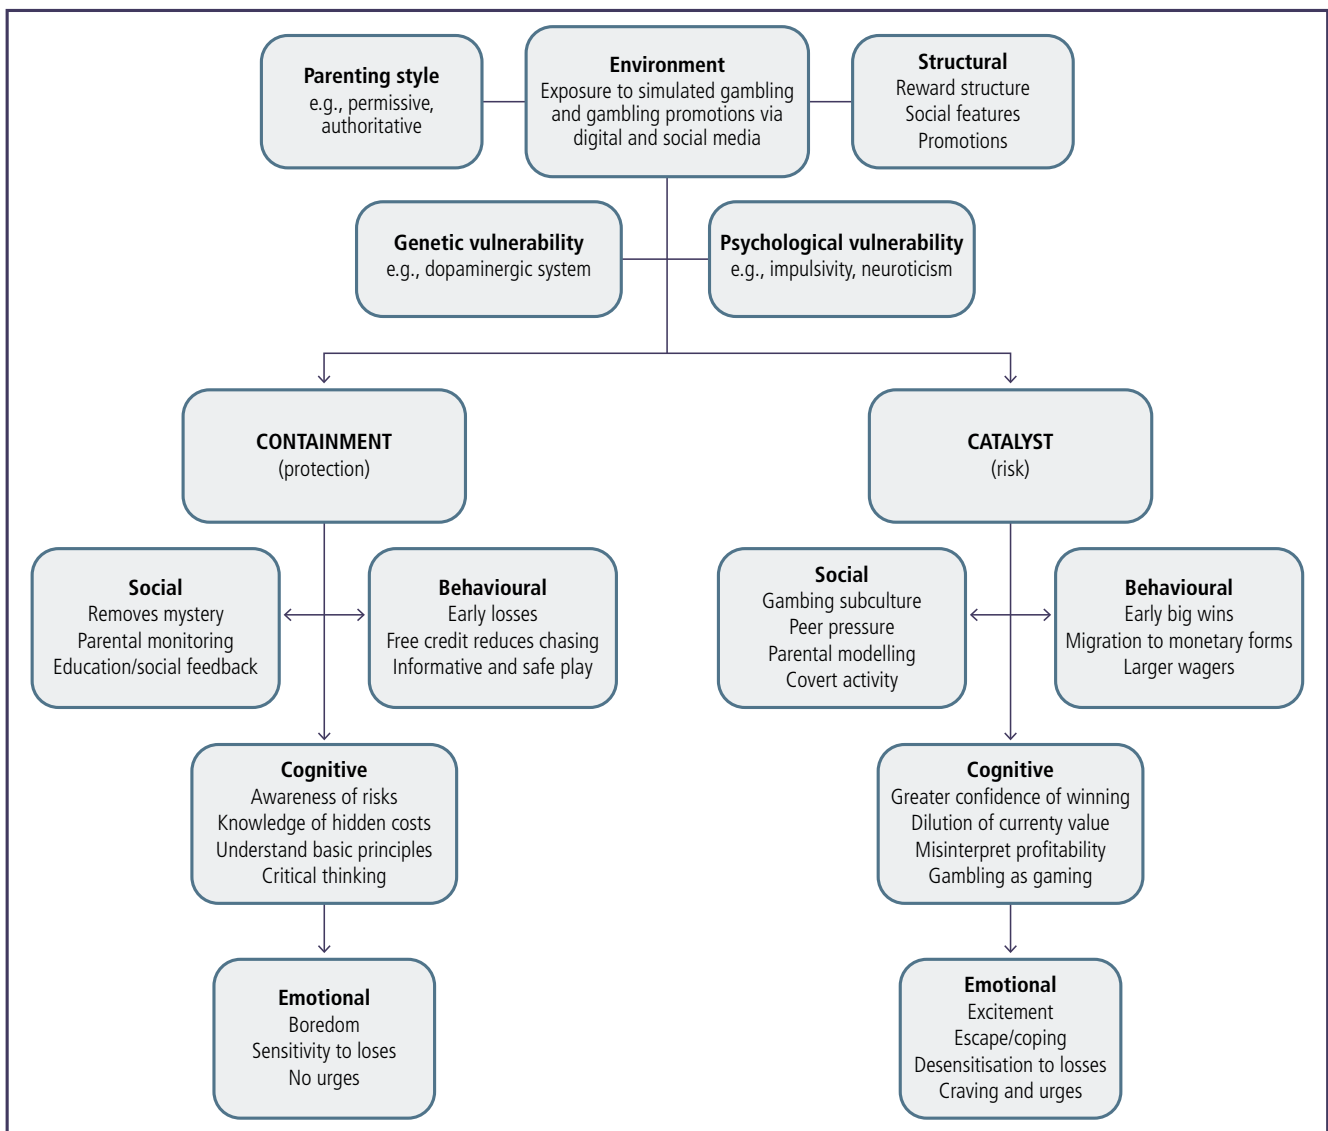 Parenting style
e.g., permissive,
authoritative
Environment
Exposure to simulated gambling
and gambling promotions via
digital and social media
Structural
Reward structure
Social features
Promotions
Genetic vulnerability
e.g., dopaminergic system
Psychological vulnerability
e.g., impulsivity, neuroticism
CONTAINMENT
(protection)
CATALYST
(risk)
Social
Removes mystery
Parental monitoring
Education/social feedback
Behavioural
Early losses
Free credit reduces chasing
Informative and safe play
Social
Gambing subculture
Peer pressure
Parental modelling
Covert activity
Behavioural
Early big wins
Migration to monetary forms
Larger wagers
Cognitive
Awareness of risks
Knowledge of hidden costs
Understand basic principles
Critical thinking
Cognitive
Greater confidence of winning
Dilution of currenty value
Misinterpret profitability
Gambling as gaming
Emotional
Boredom
Sensitivity to loses
No urges
Emotional
Excitement
Escape/coping
Desensitisation to losses
Craving and urges